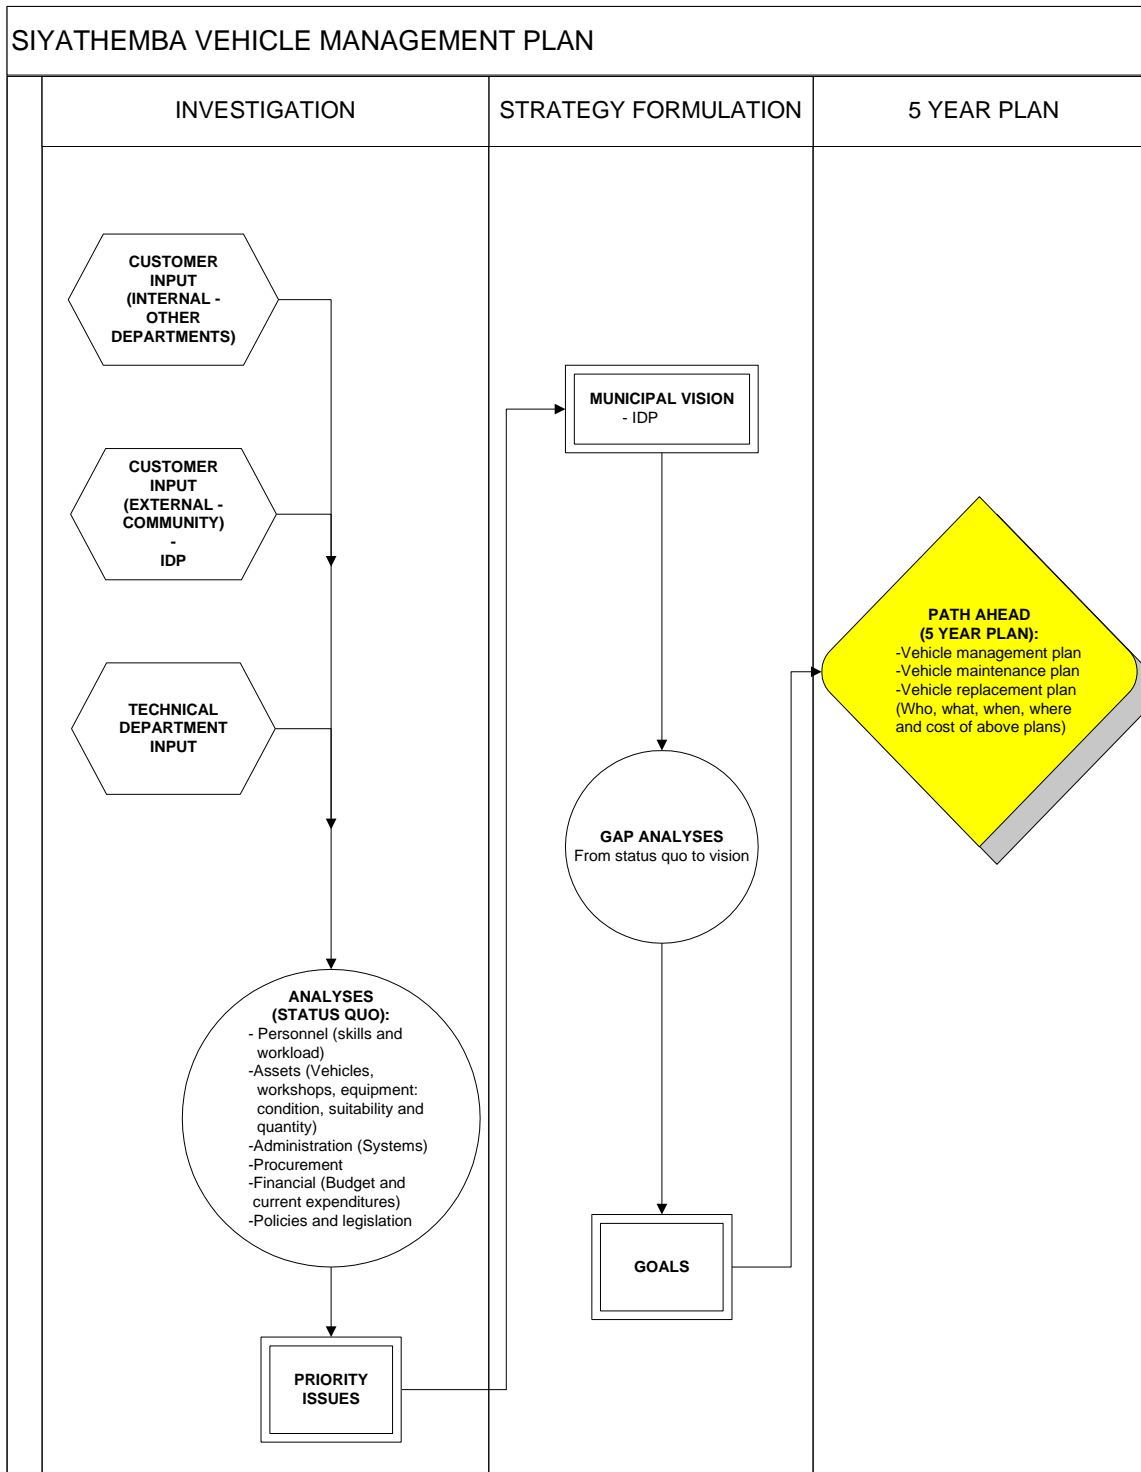 SIYATHEMBA VEHICLE MANAGEMENT PLAN
INVESTIGATION
STRATEGY FORMULATION
5 YEAR PLAN
CUSTOMER
INPUT
(INTERNAL -
OTHER
DEPARTMENTS)
CUSTOMER
INPUT
(EXTERNAL -
COMMUNITY)
-
IDP
TECHNICAL
DEPARTMENT
INPUT
ANALYSES
(STATUS QUO):
- Personnel (skills and
workload)
-Assets (Vehicles,
workshops, equipment:
condition, suitability and
quantity)
-Administration (Systems)
-Procurement
-Financial (Budget and
current expenditures)
-Policies and legislation
PRIORITY
ISSUES
MUNICIPAL VISION
- IDP
GAP ANALYSES
From status quo to vision
GOALS
PATH AHEAD
(5 YEAR PLAN):
-Vehicle management plan
-Vehicle maintenance plan
-Vehicle replacement plan
(Who, what, when, where
and cost of above plans)